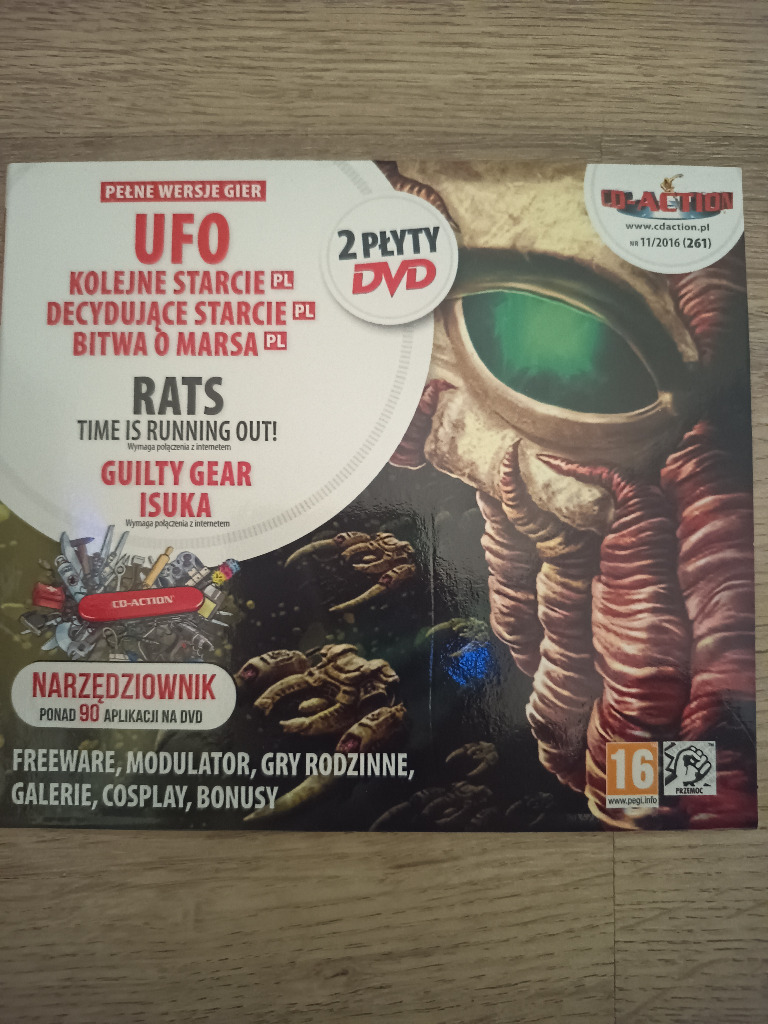 PEŁNE WERSJE GIER
UFO
KOLEJNE STARCIE PL
DECYDUJĄCE STARCIE PL
BITWA O MARSA PL
RATS
TIME IS RUNNING OUT!
Wymaga połączenia z internetem
GUILTY GEAR
ISUKA
Wymaga połączenia z internetem
2 PŁYTY
DVD
CD-ACTION
www.cdaction.pl
NR 11/2016 (261)
CD-ACTION
NARZĘDZIOWNIK
PONAD 90 APLIKACJI NA DVD
FREEWARE, MODULATOR, GRY RODZINNE,
GALERIE, COSPLAY, BONUSY
16
www.pegi.info
PRZEMOC